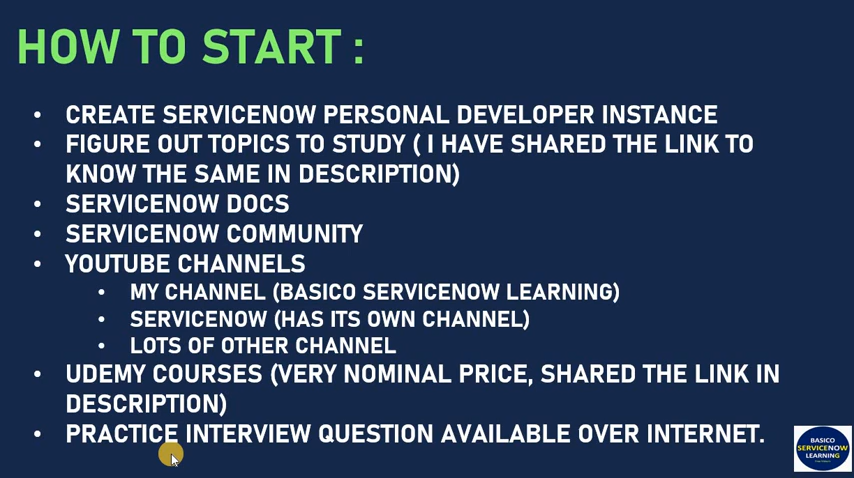 HOW TO START :
• CREATE SERVICENOW PERSONAL DEVELOPER INSTANCE
• FIGURE OUT TOPICS TO STUDY ( I HAVE SHARED THE LINK TO
KNOW THE SAME IN DESCRIPTION)
• SERVICENOW DOCS
• SERVICENOW COMMUNITY
• YOUTUBE CHANNELS
• MY CHANNEL (BASICO SERVICENOW LEARNING)
• SERVICENOW (HAS ITS OWN CHANNEL)
• LOTS OF OTHER CHANNEL
• UDEMY COURSES (VERY NOMINAL PRICE, SHARED THE LINK IN
DESCRIPTION)
• PRACTICE INTERVIEW QUESTION AVAILABLE OVER INTERNET.
BASICO
SERVICENOW
LEARNING